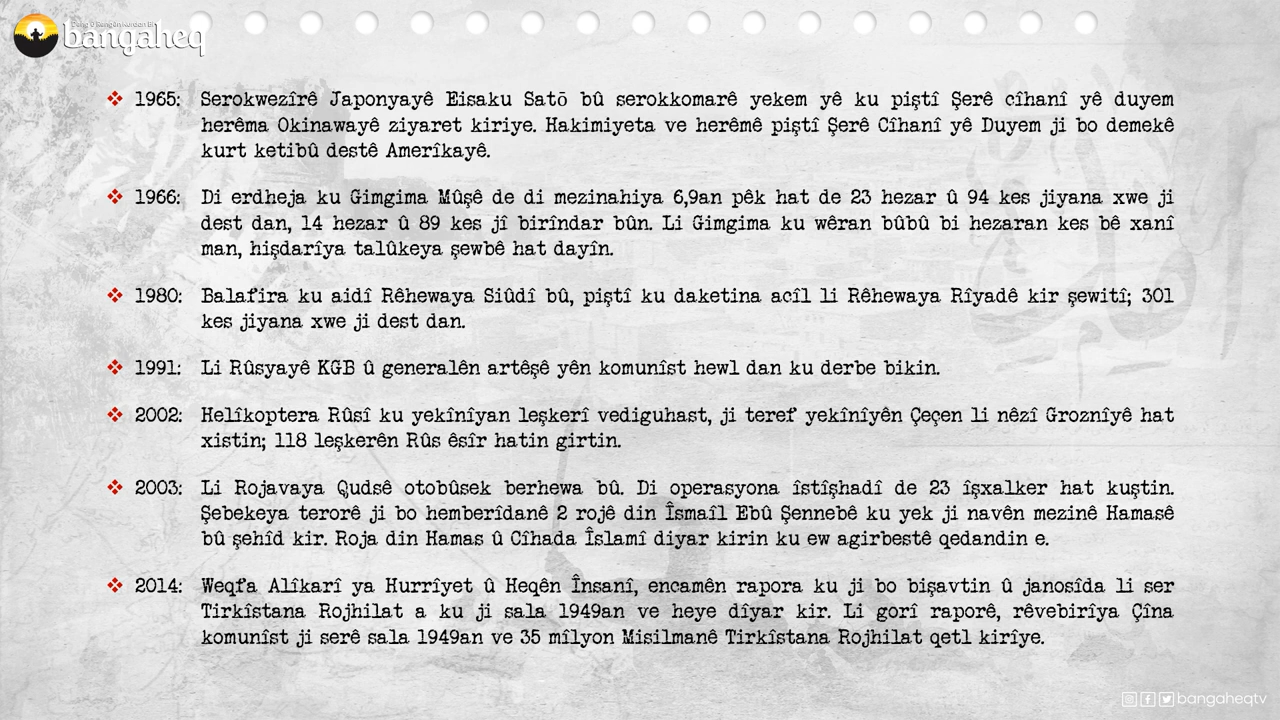 Deng û Bangên Kurdan Bi
bangaheq
❖ 1965: Serokwezîrê Japonyayê Eisaku Satō bû serokkomarê yekem yê ku piştî Şerê cîhanî yê duyem
herêma Okinawayê ziyaret kiriye. Hakimiyeta ve herêmê piştî Şerê Cîhanî yê Duyem ji bo demekê
kurt ketibû destê Amerîkayê.
❖ 1966: Di erdheja ku Gimgima Mûşê de di mezinahiya 6,9an pêk hat de 23 hezar û 94 kes jiyana xwe ji
dest dan, 14 hezar û 89 kes jî birîndar bûn. Li Gimgima ku wêran bûbû bi hezaran kes bê xanî
man, hişdarîya talûkeya şewbê hat dayîn.
❖ 1980: Balafira ku aidî Rêhewaya Siûdî bû, piştî ku daketina acîl li Rêhewaya Rîyadê kir şewitî; 301
kes jiyana xwe ji dest dan.
❖ 1991: Li Rûsyayê KGB û generalên artêşê yên komunîst hewl dan ku derbe bikin.
❖ 2002: Helîkoptera Rûsî ku yekînîyan leşkerî vediguhast, ji teref yekînîyên Çeçen li nêzî Groznîyê hat
xistin; 118 leşkerên Rûs êsîr hatin girtin.
❖ 2003: Li Rojavaya Qudsê otobûsek berhewa bû. Di operasyona îstîşhadî de 23 îşxalker hat kuştin.
Şebekeya terorê ji bo hemberîdanê 2 rojê din Îsmaîl Ebû Şennebê ku yek ji navên mezinê Hamasê
bû şehîd kir. Roja din Hamas û Cîhada Îslamî diyar kirin ku ew agirbestê qedandin e.
❖ 2014: Weqfa Alîkarî ya Hurrîyet û Heqên Însanî, encamên rapora ku ji bo bişavtin û janosîda li ser
Tirkîstana Rojhilat a ku ji sala 1949an ve heye dîyar kir. Li gorî raporê, rêvebirîya Çîna
komunîst ji serê sala 1949an ve 35 mîlyon Misilmanê Tirkîstana Rojhilat qetl kirîye.
bangaheqtv